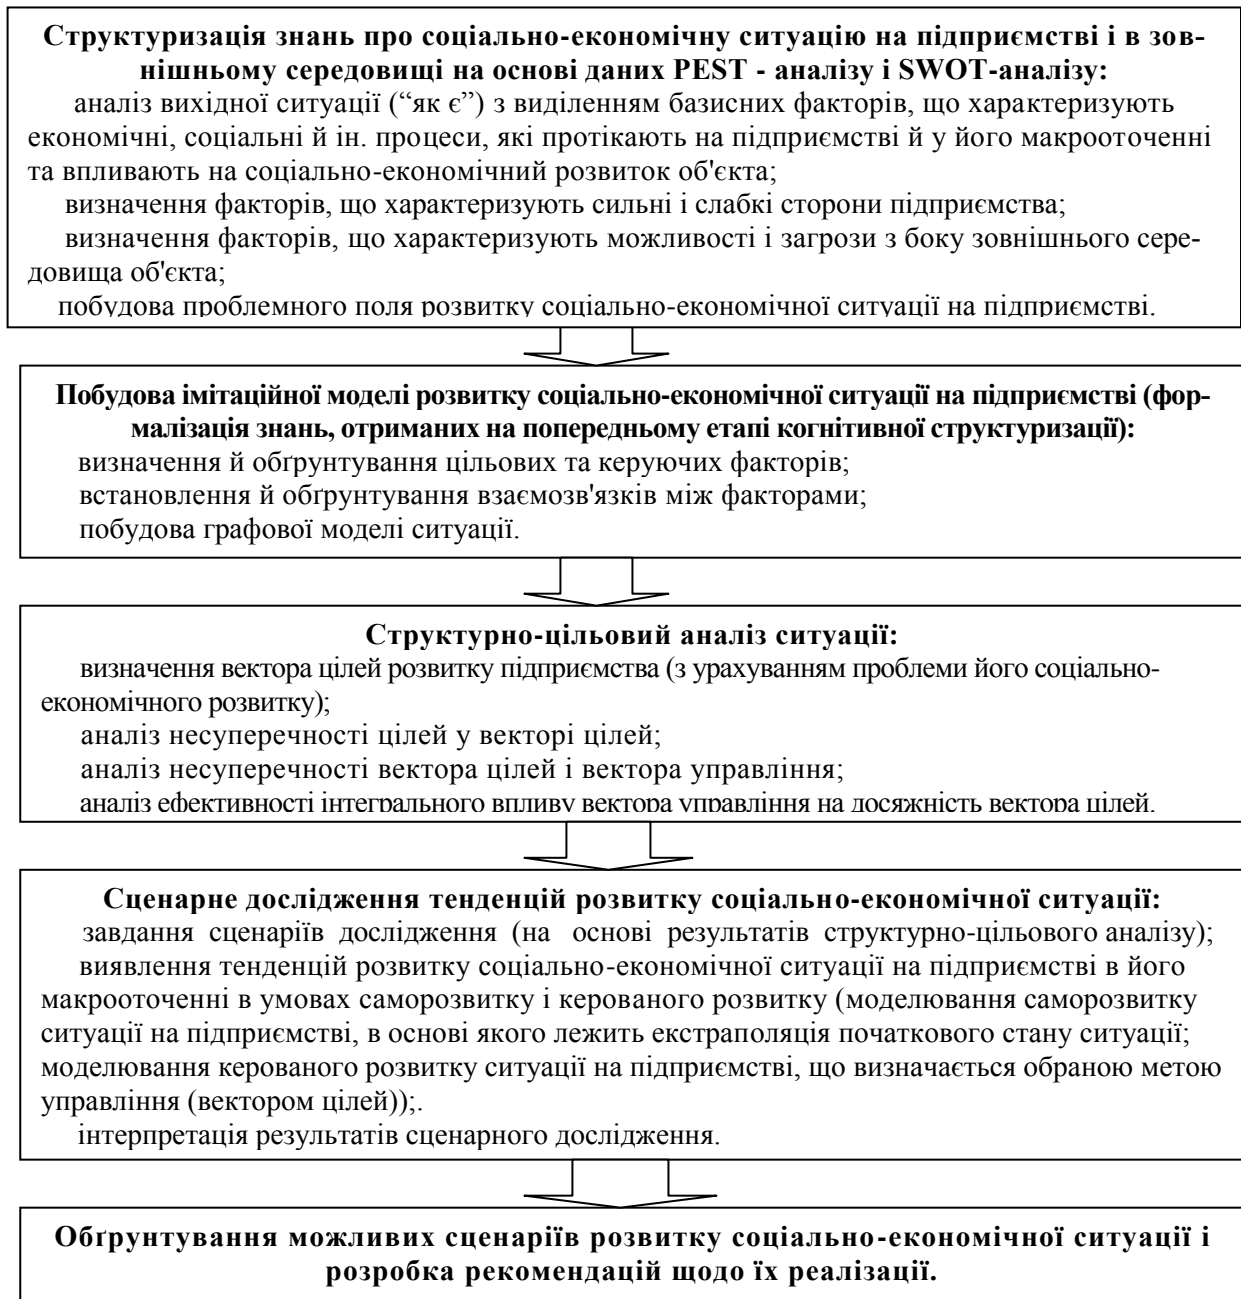 Структуризація знань про соціально-економічну ситуацію на підприємстві і в зов-
нішньому середовищі на основі даних PEST - аналізу і SWOT-аналізу:
аналіз вихідної ситуації (“як є”) з виділенням базисних факторів, що характеризують
економічні, соціальні й ін. процеси, які протікають на підприємстві й у його макрооточенні
та впливають на соціально-економічний розвиток об'єкта;
визначення факторів, що характеризують сильні і слабкі сторони підприємства;
визначення факторів, що характеризують можливості і загрози з боку зовнішнього сере-
довища об'єкта;
побудова проблемного поля розвитку соціально-економічної ситуації на підприємстві.
Побудова імітаційної моделі розвитку соціально-економічної ситуації на підприємстві (фор-
малізація знань, отриманих на попередньому етапі когнітивної структуризації):
визначення й обґрунтування цільових та керуючих факторів;
встановлення й обґрунтування взаємозв'язків між факторами;
побудова графової моделі ситуації.
Структурно-цільовий аналіз ситуації:
визначення вектора цілей розвитку підприємства (з урахуванням проблеми його соціально-
економічного розвитку);
аналіз несуперечності цілей у векторі цілей;
аналіз несуперечності вектора цілей і вектора управління;
аналіз ефективності інтегрального впливу вектора управління на досяжність вектора цілей.
Сценарне дослідження тенденцій розвитку соціально-економічної ситуації:
завдання сценаріїв дослідження (на основі результатів структурно-цільового аналізу);
виявлення тенденцій розвитку соціально-економічної ситуації на підприємстві в його
макрооточенні в умовах саморозвитку і керованого розвитку (моделювання саморозвитку
ситуації на підприємстві, в основі якого лежить екстраполяція початкового стану ситуації;
моделювання керованого розвитку ситуації на підприємстві, що визначається обраною метою
управління (вектором цілей));.
інтерпретація результатів сценарного дослідження.
Обґрунтування можливих сценаріїв розвитку соціально-економічної ситуації і
розробка рекомендацій щодо їх реалізації.